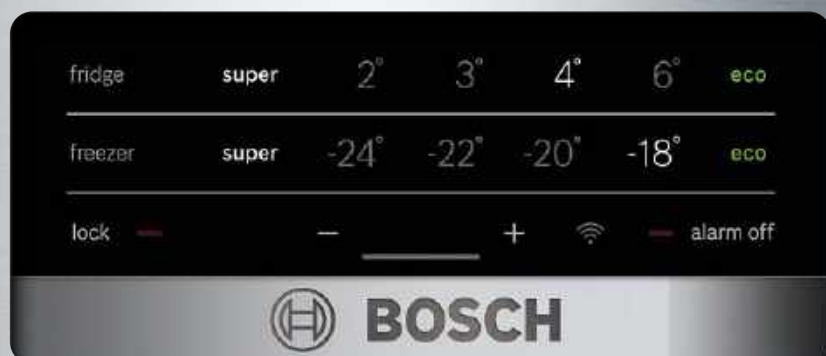 fridge super 2° 3° 4° 6° eco
freezer super -24° -22° -20° -18° eco
lock - + alarm off
BOSCH